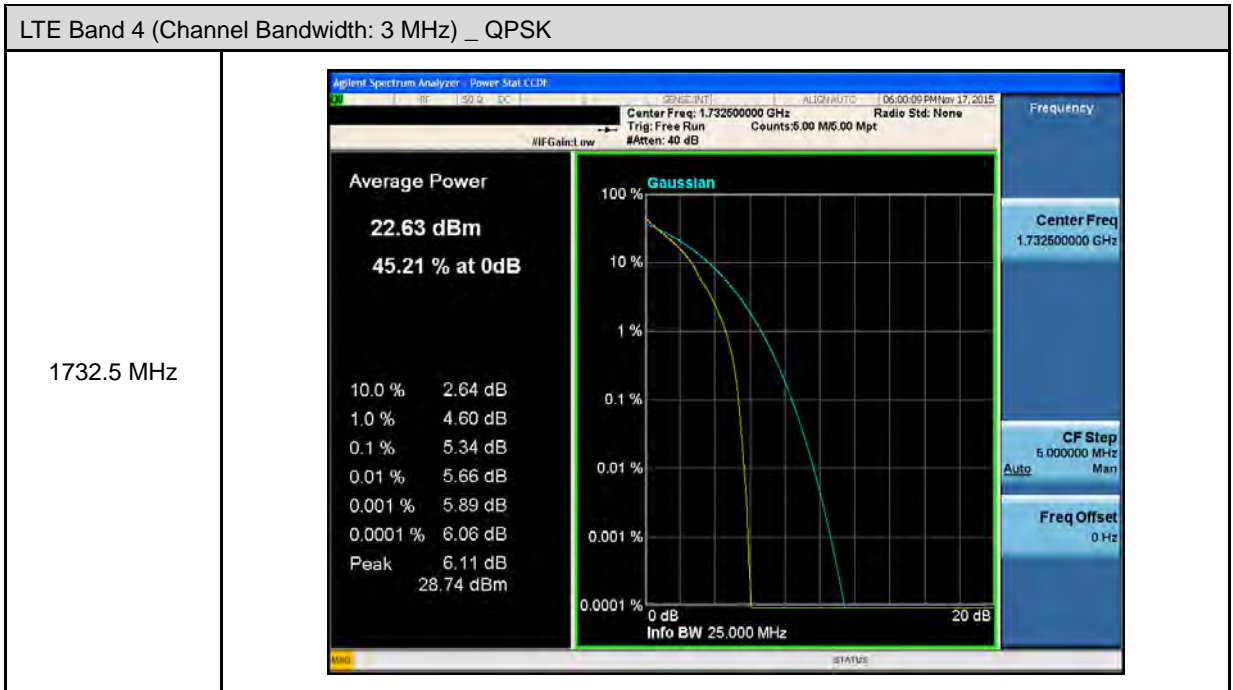 LTE Band 4 (Channel Bandwidth: 3 MHz) _ QPSK
1732.5 MHz
Agilent Spectrum Analyzer - Power Stat CCDF
RF 50 Ω DC SENSE:INT ALIGN AUTO 06:00:09 PM Nov 17, 2015
Center Freq: 1.732500000 GHz Radio Std: None
Trig: Free Run Counts:5.00 M/5.00 Mpt
#IFGain:Low #Atten: 40 dB
Average Power
22.63 dBm
45.21 % at 0dB
10.0 % 2.64 dB
1.0 % 4.60 dB
0.1 % 5.34 dB
0.01 % 5.66 dB
0.001 % 5.89 dB
0.0001 % 6.06 dB
Peak 6.11 dB
28.74 dBm
Gaussian
100 %
10 %
1 %
0.1 %
0.01 %
0.001 %
0.0001 %
0 dB 20 dB
Info BW 25.000 MHz
Frequency
Center Freq
1.732500000 GHz
CF Step
5.000000 MHz
Auto Man
Freq Offset
0 Hz
MSG STATUS